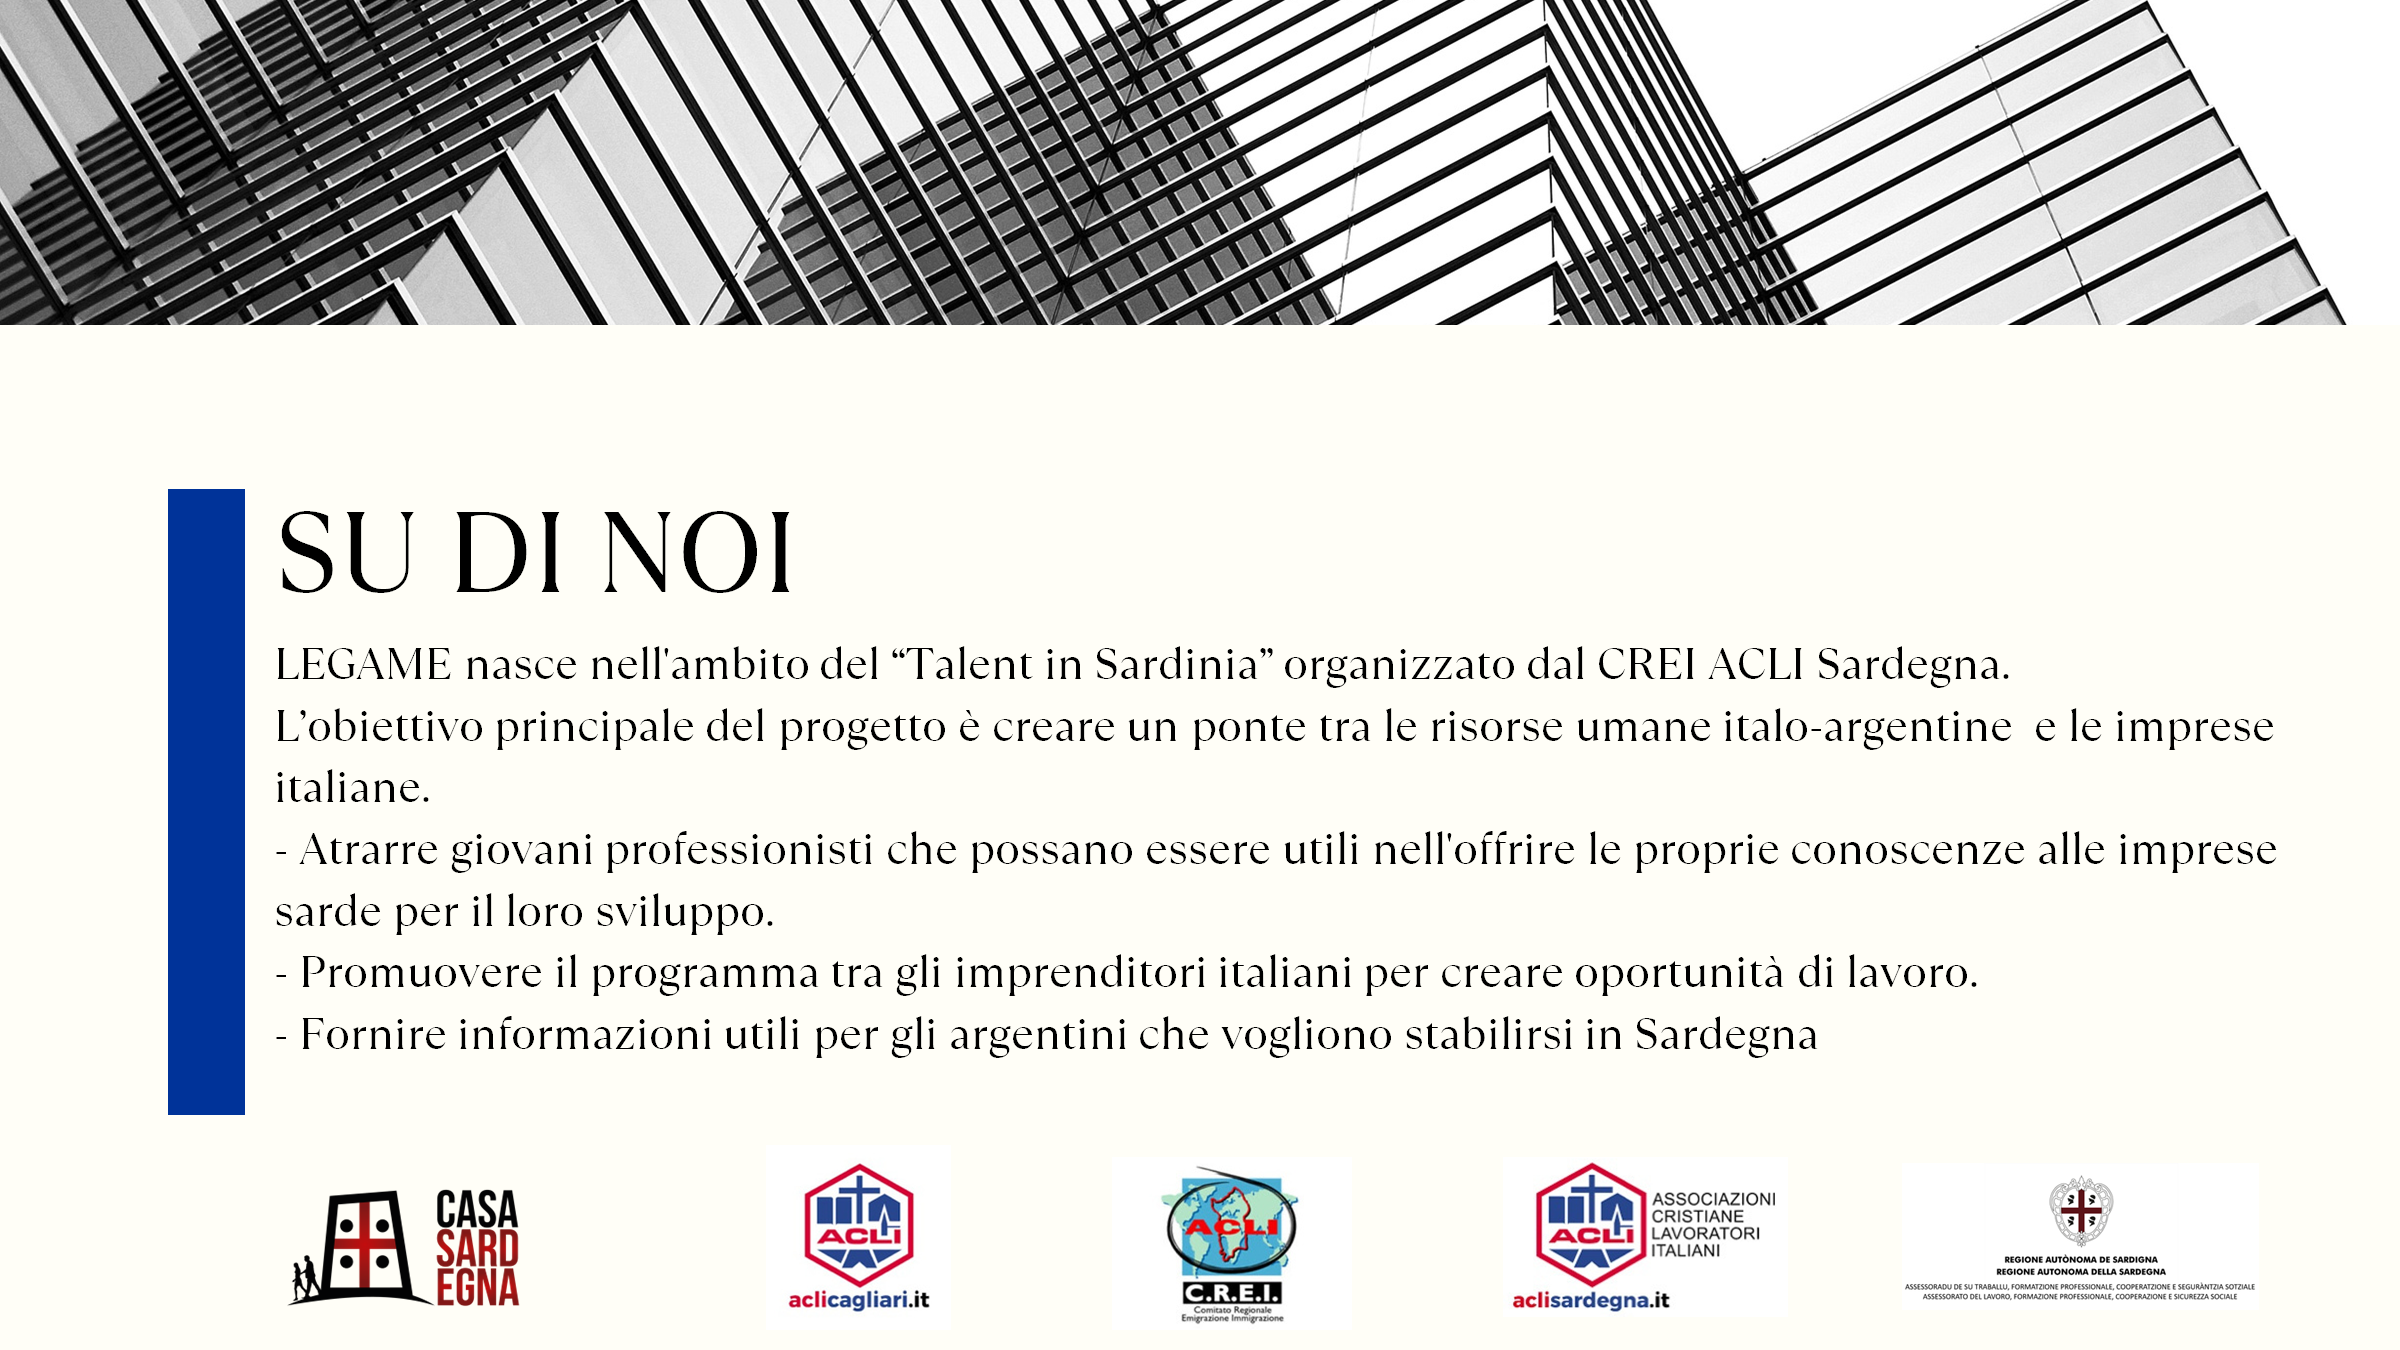 SU DI NOI
LEGAME nasce nell'ambito del “Talent in Sardinia” organizzato dal CREI ACLI Sardegna.
L’obiettivo principale del progetto è creare un ponte tra le risorse umane italo-argentine  e le imprese
italiane.
- Atrarre giovani professionisti che possano essere utili nell'offrire le proprie conoscenze alle imprese
sarde per il loro sviluppo.
- Promuovere il programma tra gli imprenditori italiani per creare oportunità di lavoro.
- Fornire informazioni utili per gli argentini che vogliono stabilirsi in Sardegna
CASA
SARD
EGNA
ACLI
aclicagliari.it
ACLI
C.R.E.I.
Comitato Regionale
Emigrazione Immigrazione
ACLI
ASSOCIAZIONI
CRISTIANE
LAVORATORI
ITALIANI
aclisardegna.it
REGIONE AUTÒNOMA DE SARDIGNA
REGIONE AUTONOMA DELLA SARDEGNA
ASSESSORADU DE SU TRABALLU, FORMATZIONE PROFESSIONALE, COOPERATZIONE E SEGURÀNTZIA SOTZIALE
ASSESSORATO DEL LAVORO, FORMAZIONE PROFESSIONALE, COOPERAZIONE E SICUREZZA SOCIALE